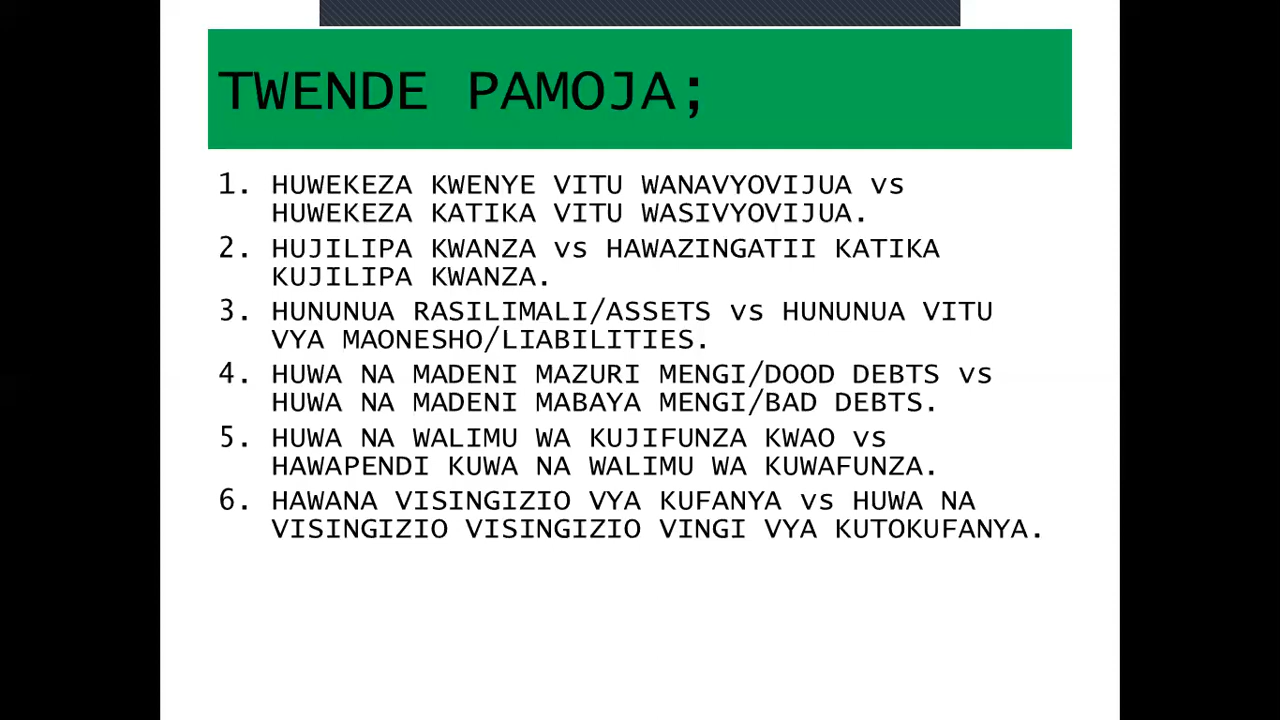 TWENDE PAMOJA;
1. HUWEKEZA KWENYE VITU WANAVYOVIJUA vs
HUWEKEZA KATIKA VITU WASIVYOVIJUA.
2. HUJILIPA KWANZA vs HAWAZINGATII KATIKA
KUJILIPA KWANZA.
3. HUNUNUA RASILIMALI/ASSETS vs HUNUNUA VITU
VYA MAONESHO/LIABILITIES.
4. HUWA NA MADENI MAZURI MENGI/DOOD DEBTS vs
HUWA NA MADENI MABAYA MENGI/BAD DEBTS.
5. HUWA NA WALIMU WA KUJIFUNZA KWAO vs
HAWAPENDI KUWA NA WALIMU WA KUWAFUNZA.
6. HAWANA VISINGIZIO VYA KUFANYA vs HUWA NA
VISINGIZIO VISINGIZIO VINGI VYA KUTOKUFANYA.